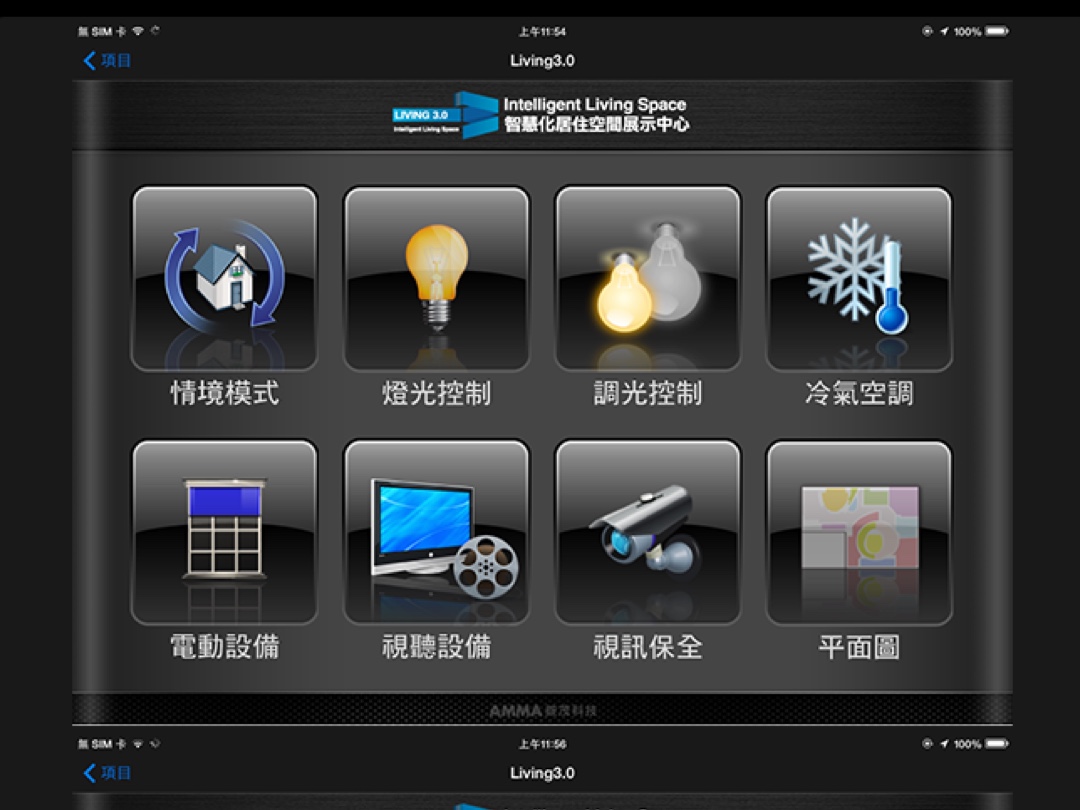 無 SIM 卡
上午11:54
100%
項目
Living3.0
LIVING 3.0
Intelligent Living Space
Intelligent Living Space
智慧化居住空間展示中心
情境模式
燈光控制
調光控制
冷氣空調
電動設備
視聽設備
視訊保全
平面圖
AMMA 銨茂科技
無 SIM 卡
上午11:56
100%
項目
Living3.0